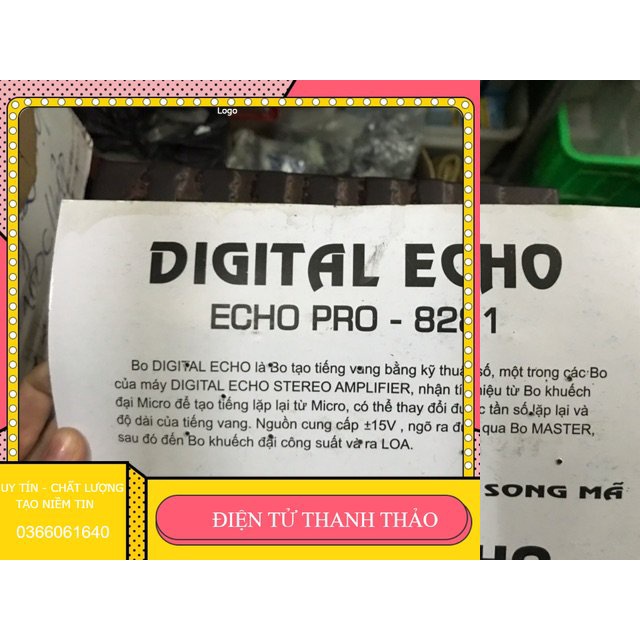 Logo
DIGITAL ECHO
ECHO PRO - 8281
Bo DIGITAL ECHO là Bo tạo tiếng vang bằng kỹ thuật số, một trong các Bo
của máy DIGITAL ECHO STEREO AMPLIFIER, nhận tín hiệu từ Bo khuếch
đại Micro để tạo tiếng lặp lại từ Micro, có thể thay đổi được tần số lặp lại và
độ dài của tiếng vang. Nguồn cung cấp ±15V , ngõ ra đến qua Bo MASTER,
sau đó đến Bo khuếch đại công suất và ra LOA.
SONG MÃ
UY TÍN - CHẤT LƯỢNG
TẠO NIỀM TIN
0366061640
ĐIỆN TỬ THANH THẢO